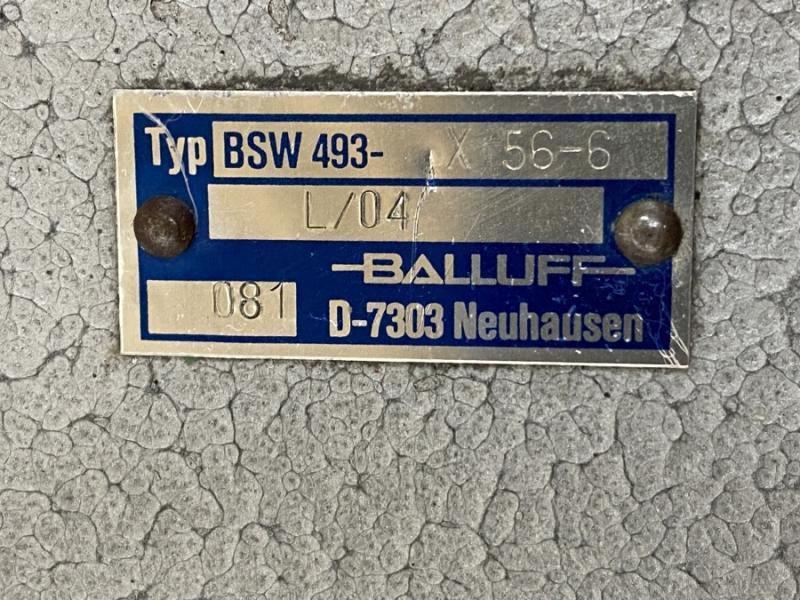 Typ BSW 493- X 56-6
L/04
BALLUFF
081 D-7303 Neuhausen